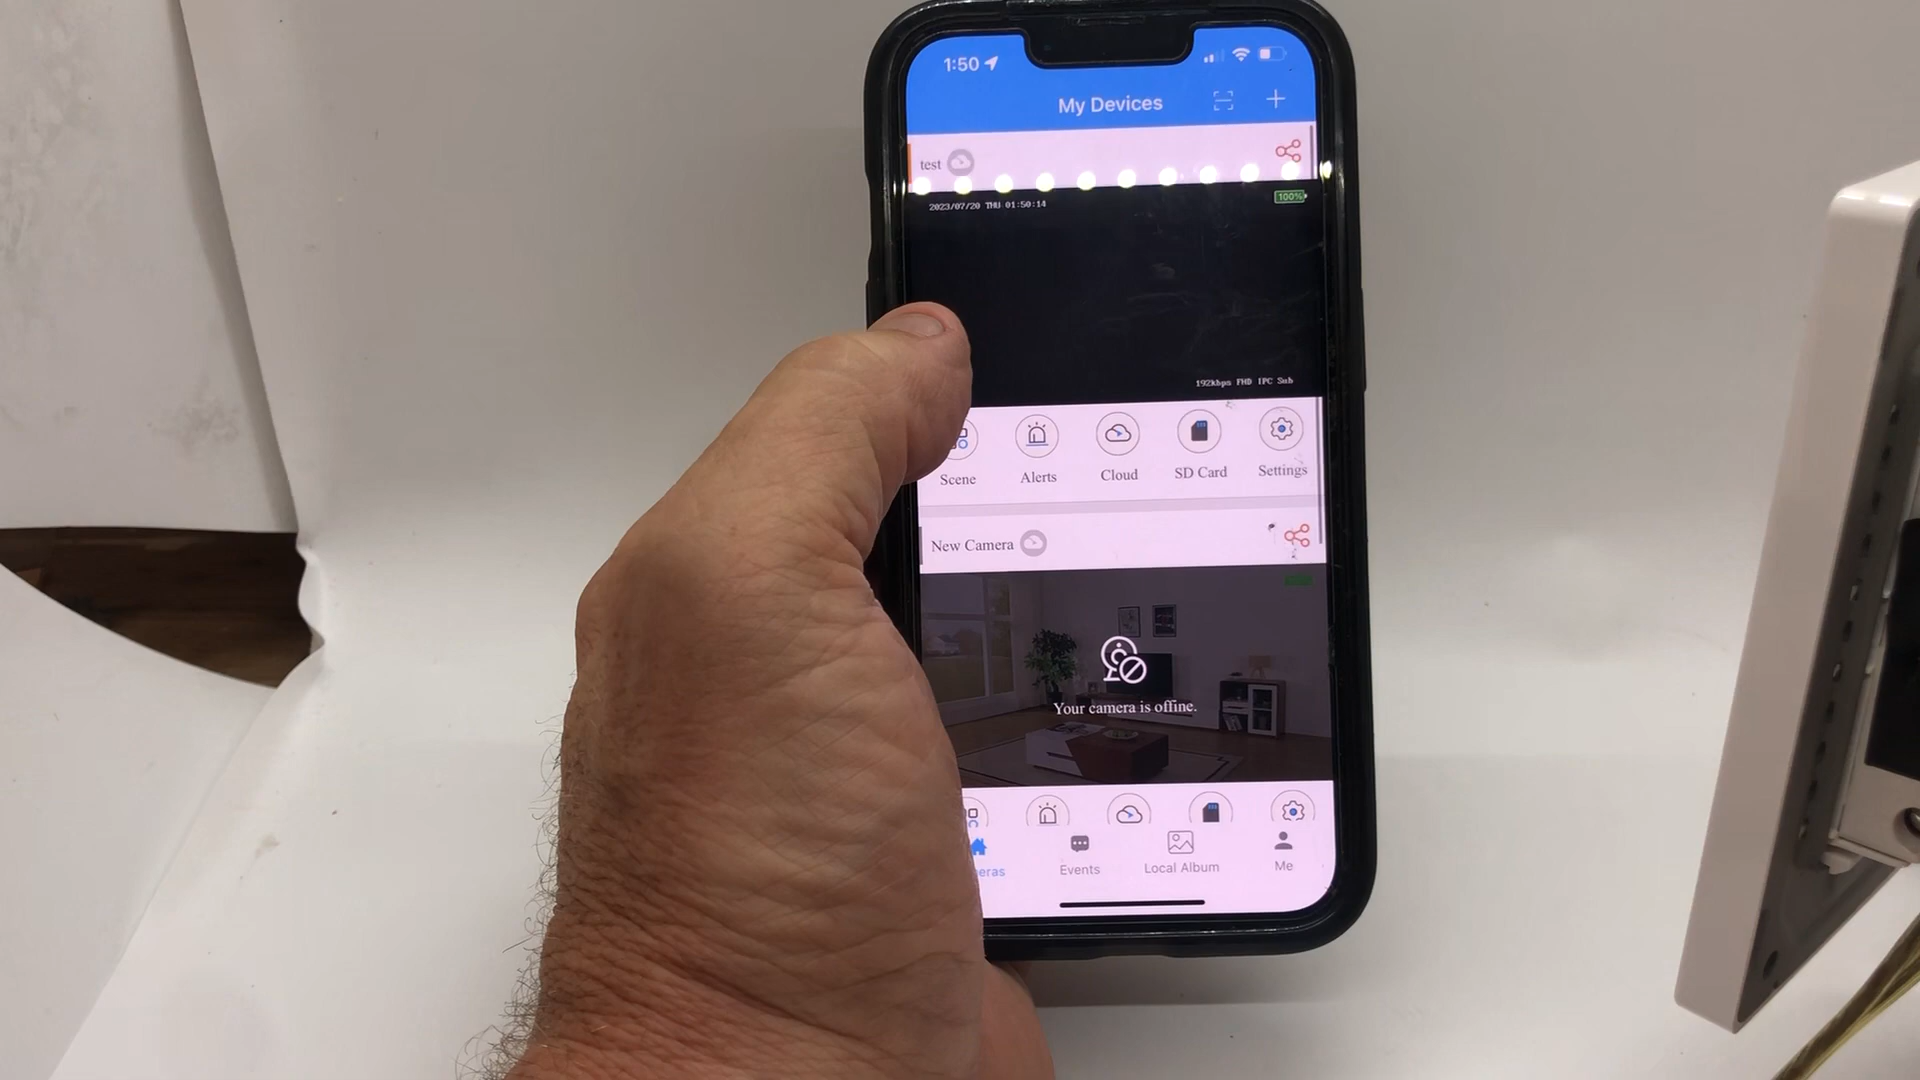 1:50
My Devices
test
2023/07/20 THU 01:50:14
100%
192kbps FHD IPC Sub
Scene Alerts Cloud SD Card Settings
New Camera
Your camera is offine.
eras Events Local Album Me